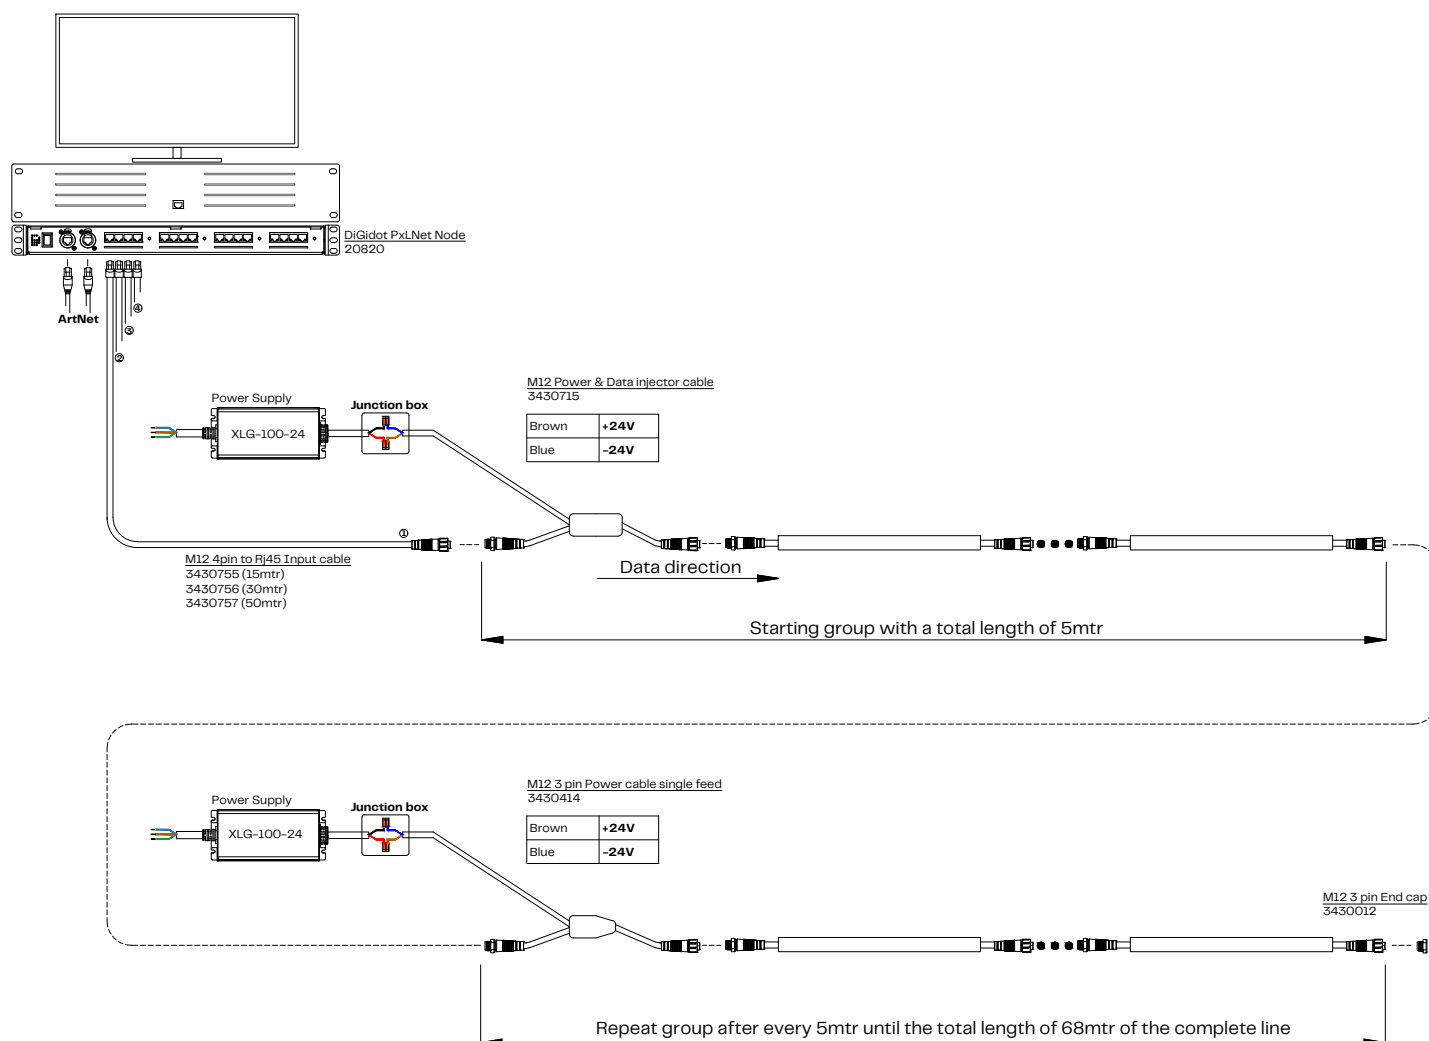 DiGidot PxLNet Node
20820
ArtNet
④
③
②
M12 Power & Data injector cable
3430715
Power Supply
Junction box
XLG-100-24
Brown +24V
Blue -24V
①
M12 4pin to Rj45 Input cable
3430755 (15mtr)
3430756 (30mtr)
3430757 (50mtr)
Data direction
Starting group with a total length of 5mtr
M12 3 pin Power cable single feed
3430414
Power Supply
Junction box
XLG-100-24
Brown +24V
Blue -24V
M12 3 pin End cap
3430012
Repeat group after every 5mtr until the total length of 68mtr of the complete line